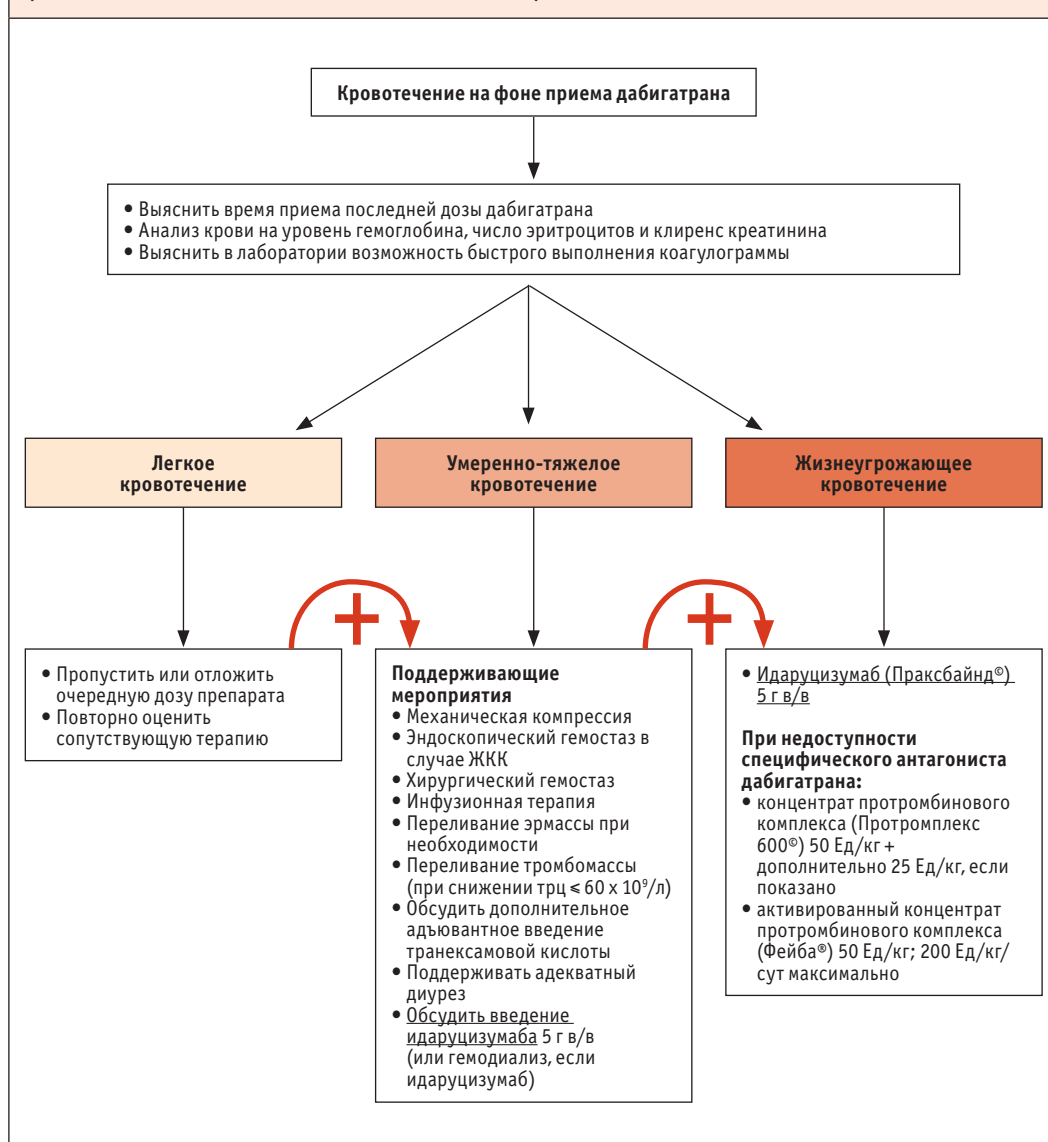 Кровотечение на фоне приема дабигатрана
• Выяснить время приема последней дозы дабигатрана
• Анализ крови на уровень гемоглобина, число эритроцитов и клиренс креатинина
• Выяснить в лаборатории возможность быстрого выполнения коагулограммы
Легкое
кровотечение
Умеренно-тяжелое
кровотечение
Жизнеугрожающее
кровотечение
+
+
• Пропустить или отложить
очередную дозу препарата
• Повторно оценить
сопутствующую терапию
Поддерживающие
мероприятия
• Механическая компрессия
• Эндоскопический гемостаз в
случае ЖКК
• Хирургический гемостаз
• Инфузионная терапия
• Переливание эрмассы при
необходимости
• Переливание тромбомассы
(при снижении трц ⩽ 60 x 10⁹/л)
• Обсудить дополнительное
адъювантное введение
транексамовой кислоты
• Поддерживать адекватный
диурез
• Обсудить введение
идаруцизумаба 5 г в/в
(или гемодиализ, если
идаруцизумаб)
• Идаруцизумаб (Праксбайнд©)
5 г в/в
При недоступности
специфического антагониста
дабигатрана:
• концентрат протромбинового
комплекса (Протромплекс
600©) 50 Ед/кг +
дополнительно 25 Ед/кг, если
показано
• активированный концентрат
протромбинового комплекса
(Фейба®) 50 Ед/кг; 200 Ед/кг/
сут максимально